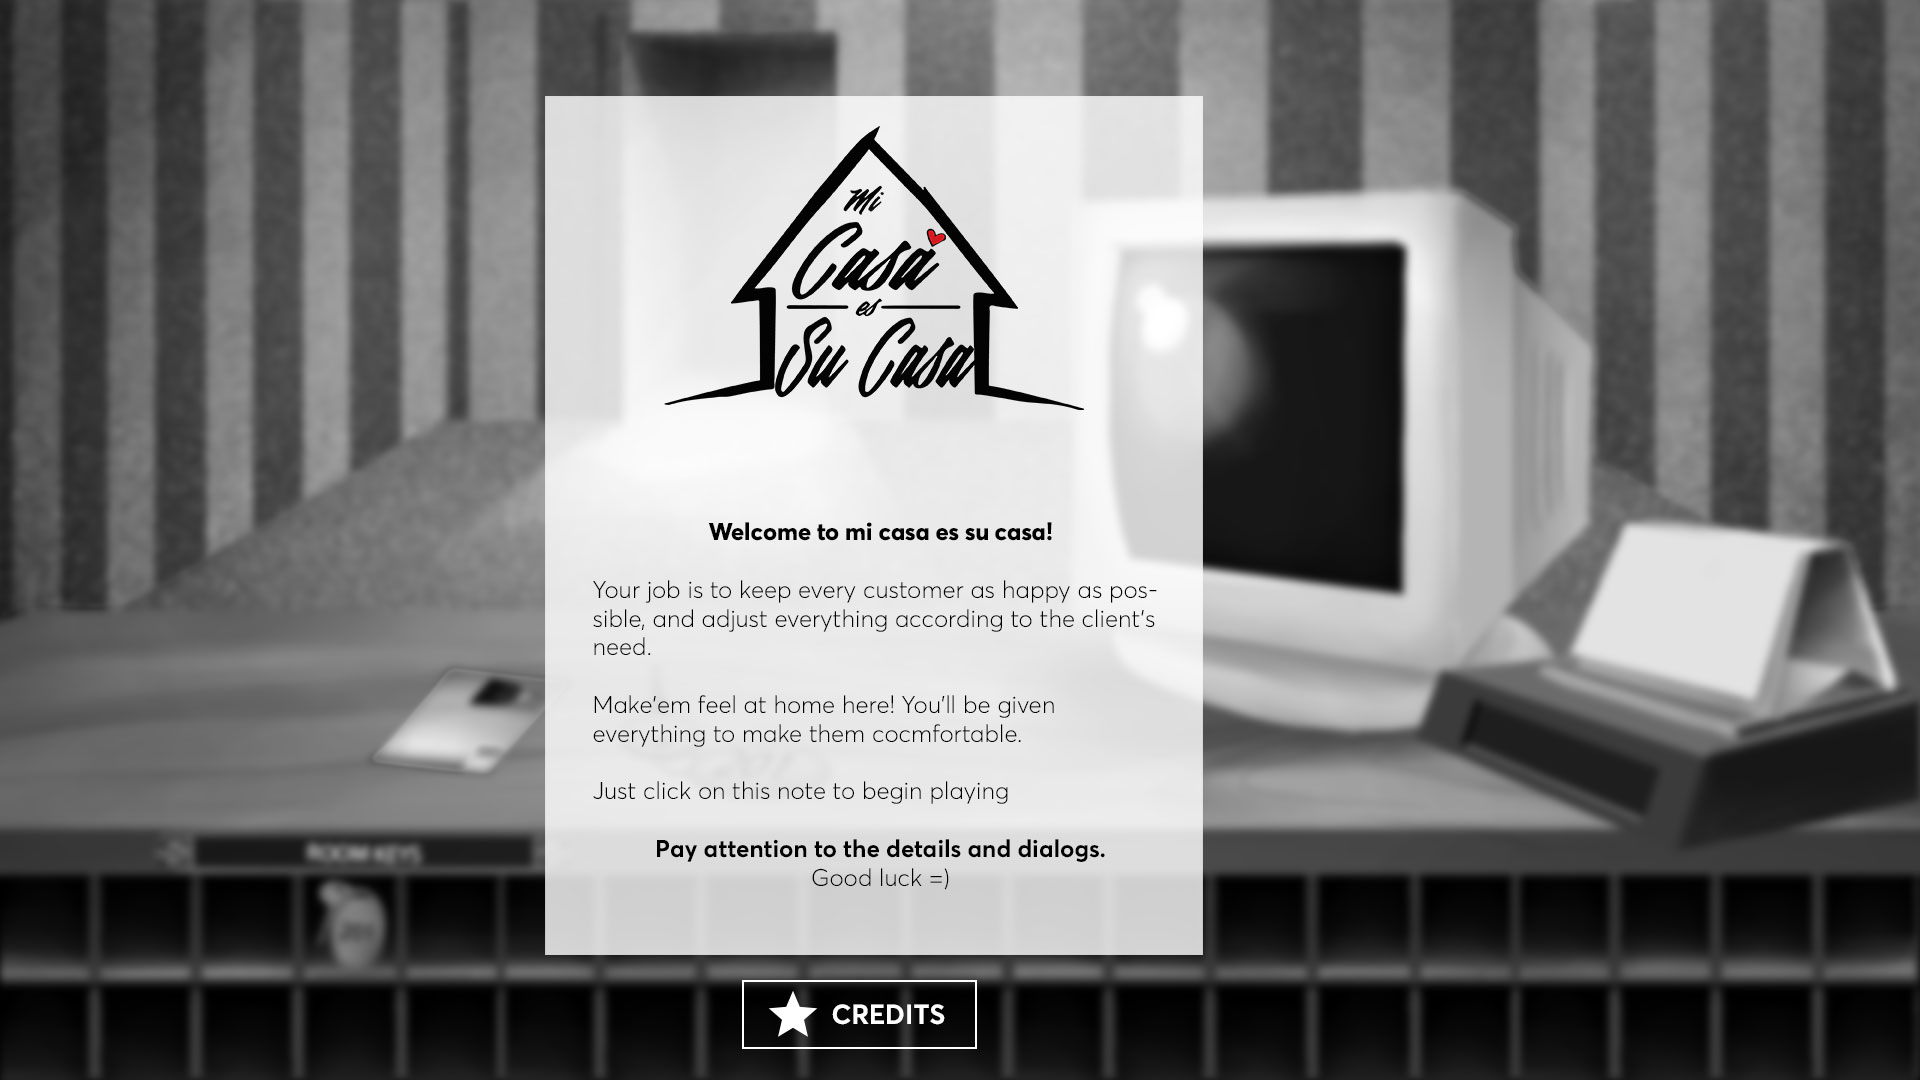 Mi
Casa
es
Su Casa
Welcome to mi casa es su casa!
Your job is to keep every customer as happy as pos-
sible, and adjust everything according to the client's
need.
Make'em feel at home here! You'll be given
everything to make them cocmfortable.
Just click on this note to begin playing
Pay attention to the details and dialogs.
Good luck =)
ROOM KEYS
CREDITS